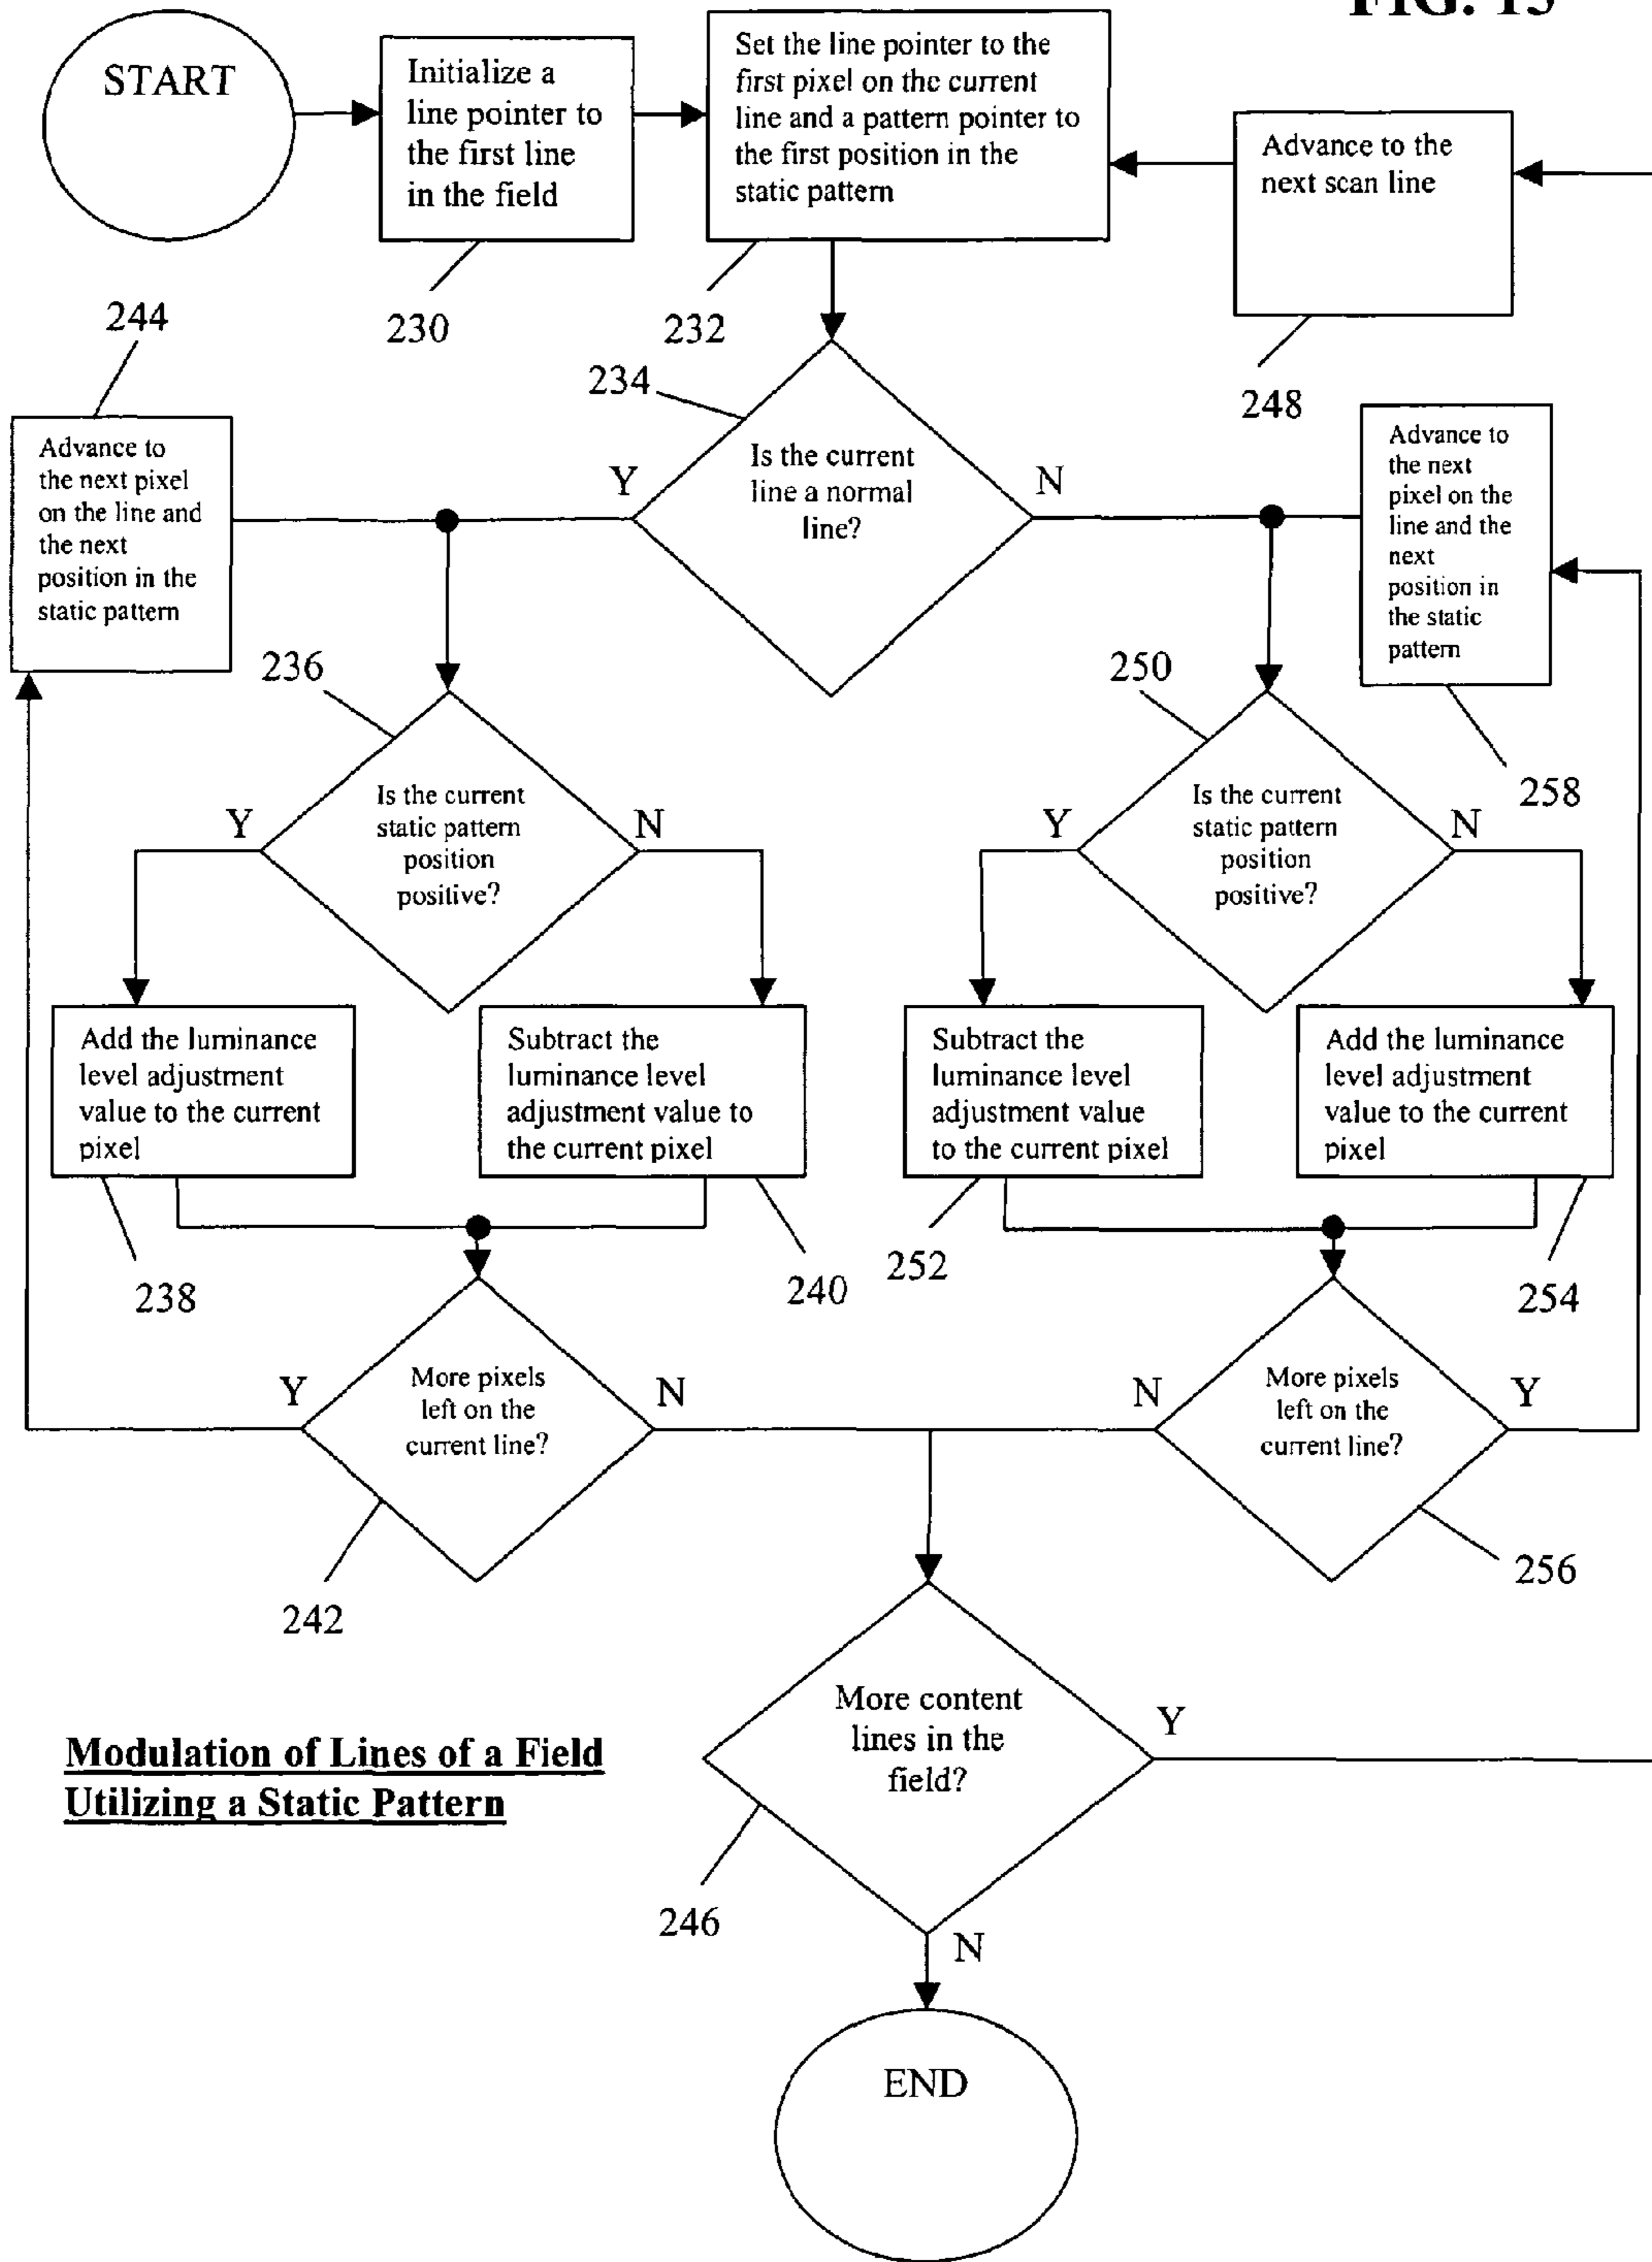 FIG. 15
START
Initialize a
line pointer to
the first line
in the field
Set the line pointer to the
first pixel on the current
line and a pattern pointer to
the first position in the
static pattern
Advance to the
next scan line
230
232
248
244
234
Advance to
the next pixel
on the line and
the next
position in the
static pattern
Y
Is the current
line a normal
line?
N
Advance to
the next
pixel on the
line and the
next
position in
the static
pattern
236
250
258
Y
Is the current
static pattern
position
positive?
N
Y
Is the current
static pattern
position
positive?
N
Add the luminance
level adjustment
value to the current
pixel
Subtract the
luminance level
adjustment value to
the current pixel
Subtract the
luminance level
adjustment value
to the current pixel
Add the luminance
level adjustment
value to the current
pixel
238
240
252
254
Y
More pixels
left on the
current line?
N
N
More pixels
left on the
current line?
Y
242
256
More content
lines in the
field?
Y
Modulation of Lines of a Field
Utilizing a Static Pattern
246
N
END